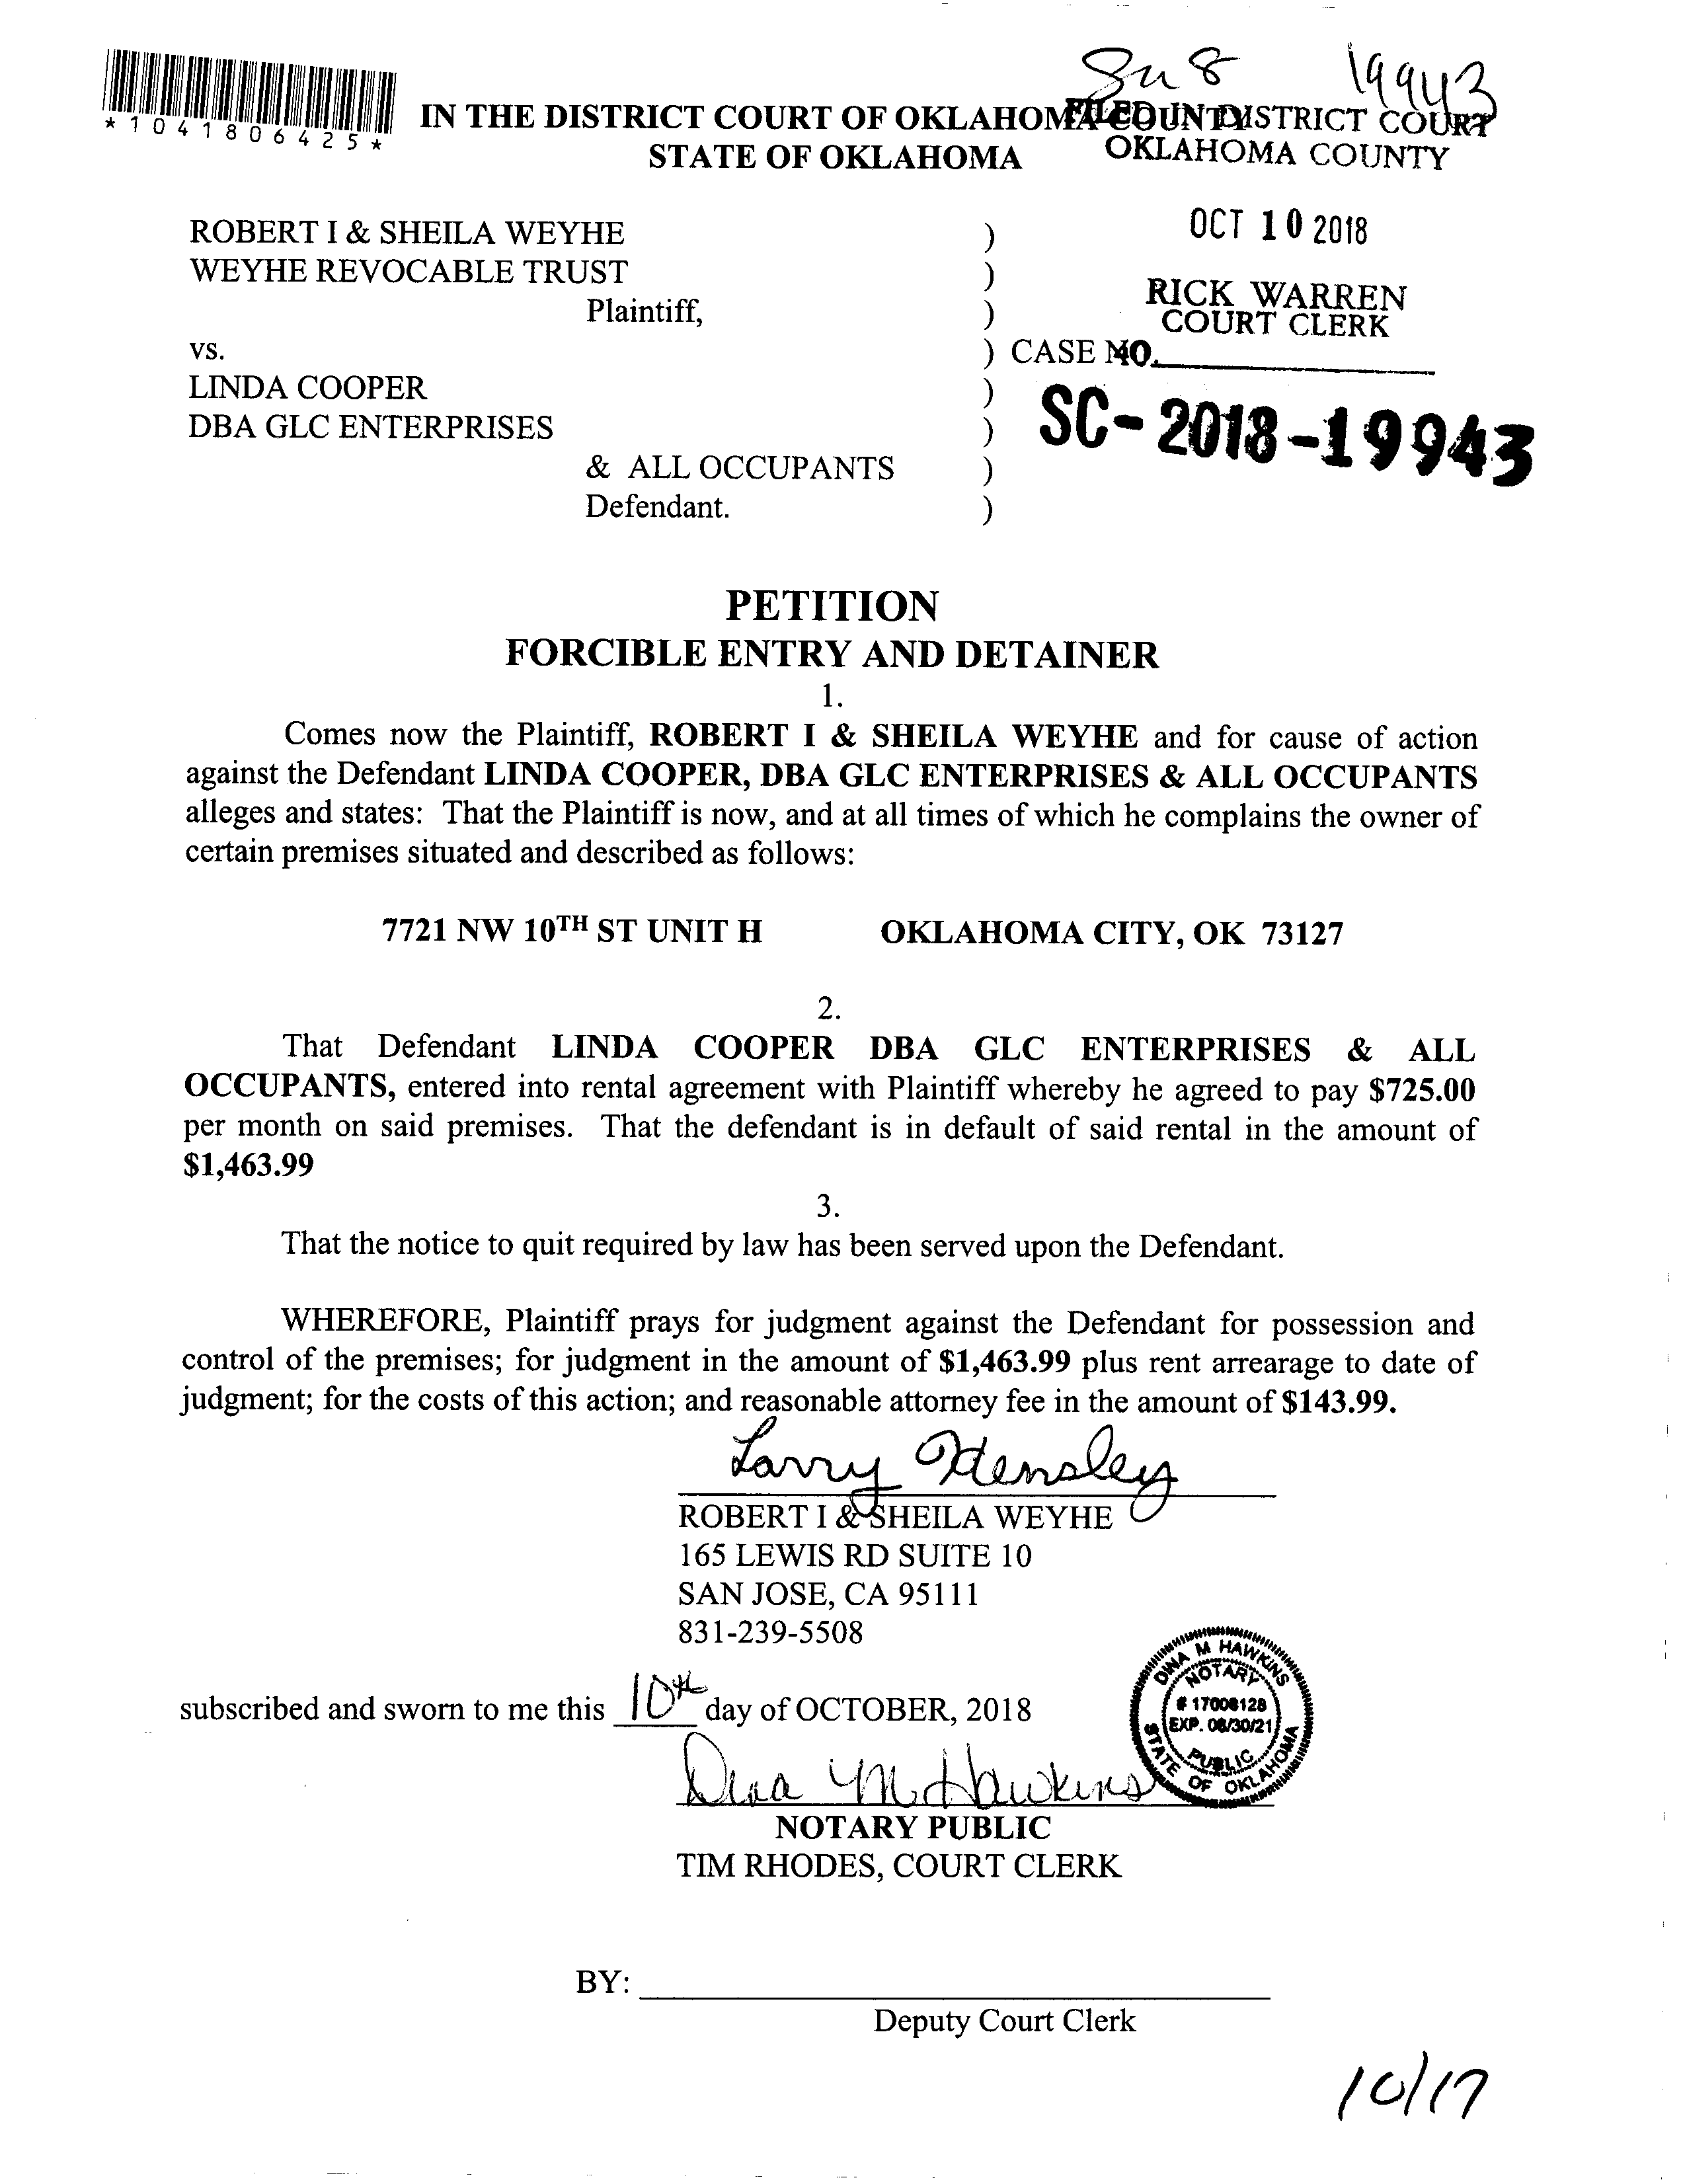 *1041806425*
19943
IN THE DISTRICT COURT OF OKLAHOMA COUNTY
STATE OF OKLAHOMA
FILED IN DISTRICT COURT
OKLAHOMA COUNTY
OCT 10 2018
RICK WARREN
COURT CLERK
ROBERT I & SHEILA WEYHE )
WEYHE REVOCABLE TRUST )
Plaintiff, )
vs. ) CASE NO.
LINDA COOPER )
DBA GLC ENTERPRISES )
SC-2018-19943
& ALL OCCUPANTS )
Defendant. )
PETITION
FORCIBLE ENTRY AND DETAINER
1.
Comes now the Plaintiff, ROBERT I & SHEILA WEYHE and for cause of action
against the Defendant LINDA COOPER, DBA GLC ENTERPRISES & ALL OCCUPANTS
alleges and states: That the Plaintiff is now, and at all times of which he complains the owner of
certain premises situated and described as follows:
7721 NW 10TH ST UNIT H OKLAHOMA CITY, OK 73127
2.
That Defendant LINDA COOPER DBA GLC ENTERPRISES & ALL
OCCUPANTS, entered into rental agreement with Plaintiff whereby he agreed to pay $725.00
per month on said premises. That the defendant is in default of said rental in the amount of
$1,463.99
3.
That the notice to quit required by law has been served upon the Defendant.
WHEREFORE, Plaintiff prays for judgment against the Defendant for possession and
control of the premises; for judgment in the amount of $1,463.99 plus rent arrearage to date of
judgment; for the costs of this action; and reasonable attorney fee in the amount of $143.99.
Larry Hensley
ROBERT I & SHEILA WEYHE
165 LEWIS RD SUITE 10
SAN JOSE, CA 95111
831-239-5508
subscribed and sworn to me this 10th day of OCTOBER, 2018
DINA M HAWKINS
NOTARY
# 17008128
EXP. 08/30/21
PUBLIC
STATE OF OKLAHOMA
Dina M Hawkins
NOTARY PUBLIC
TIM RHODES, COURT CLERK
BY:
Deputy Court Clerk
10/17